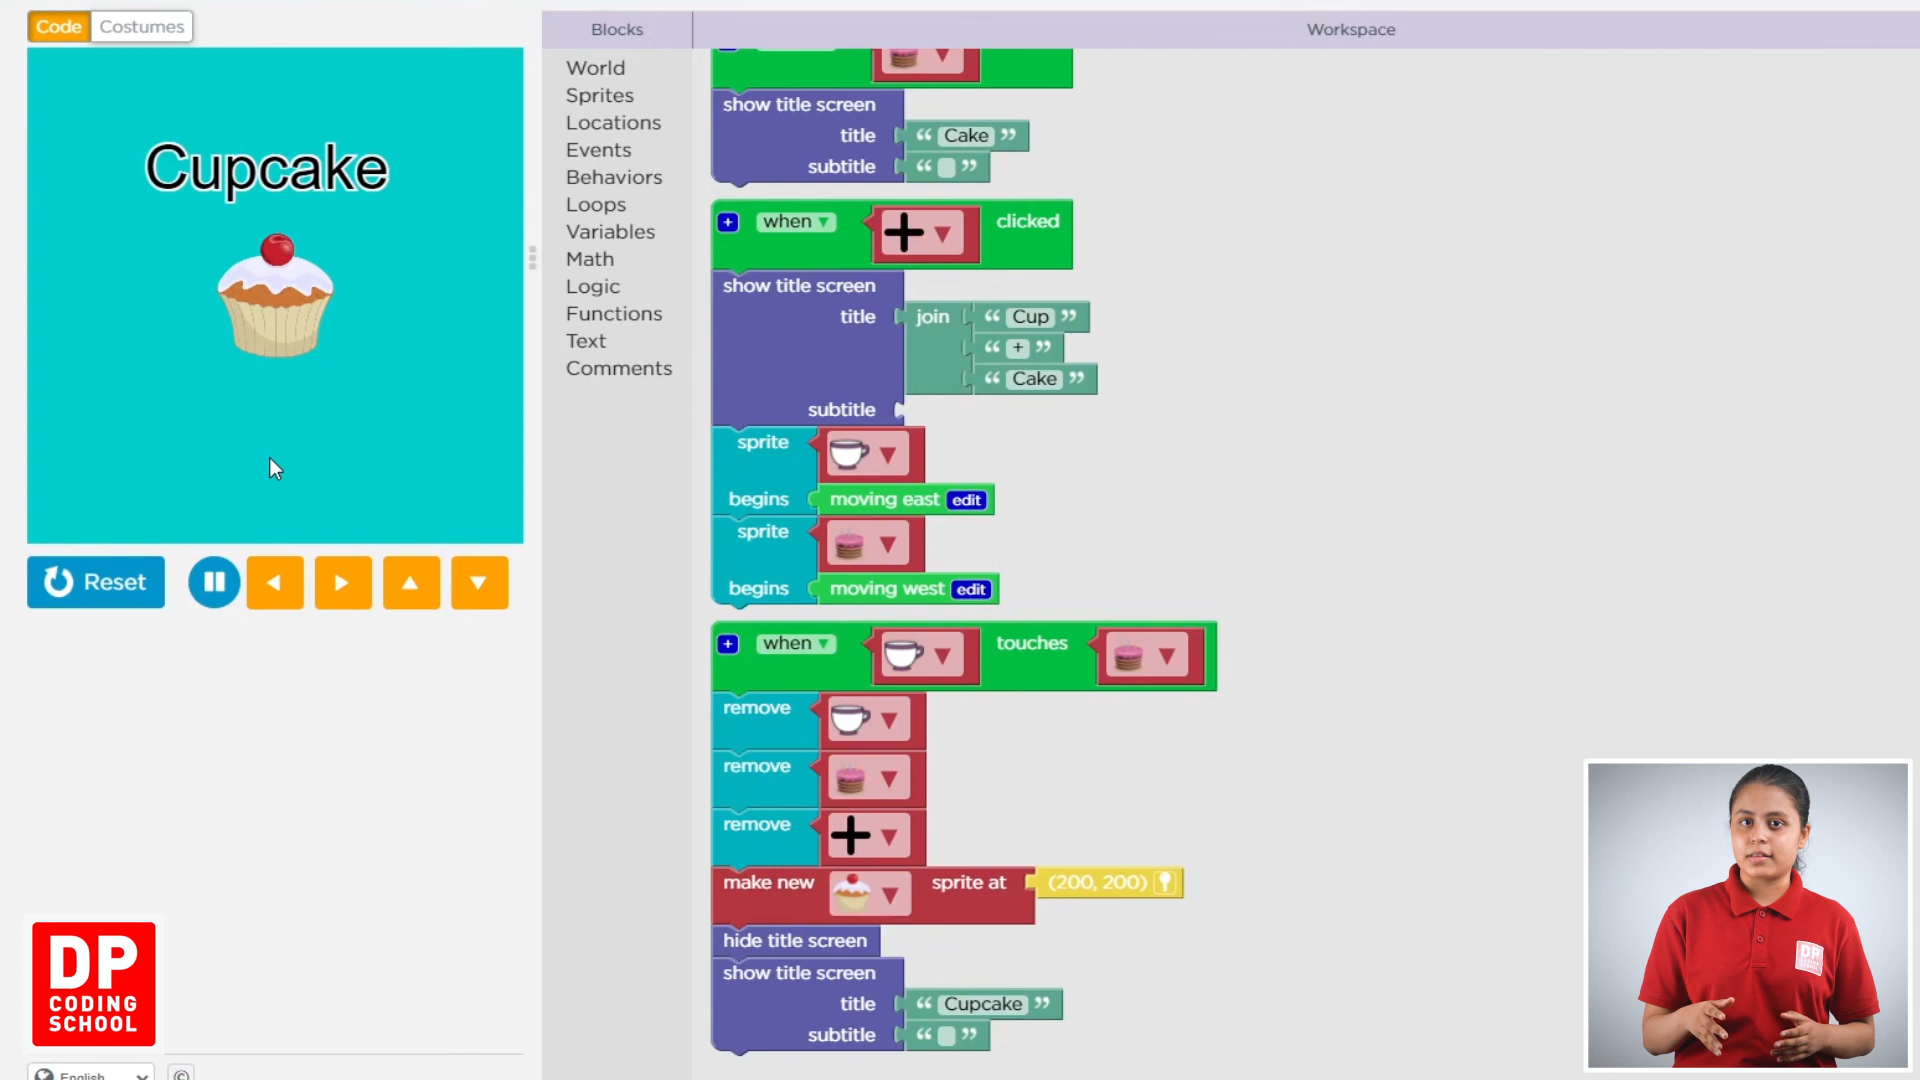 Code Costumes
Blocks
Workspace
World
Sprites
Locations
Events
Behaviors
Loops
Variables
Math
Logic
Functions
Text
Comments
Cupcake
Reset
show title screen
title “ Cake ”
subtitle “ ”
+ when clicked
show title screen
title join “ Cup ”
“ + ”
“ Cake ”
subtitle
sprite
begins moving east edit
sprite
begins moving west edit
+ when touches
remove
remove
remove
make new sprite at (200, 200)
hide title screen
show title screen
title “ Cupcake ”
subtitle “ ”
DP
CODING
SCHOOL
English
©
DP
CODING
SCHOOL